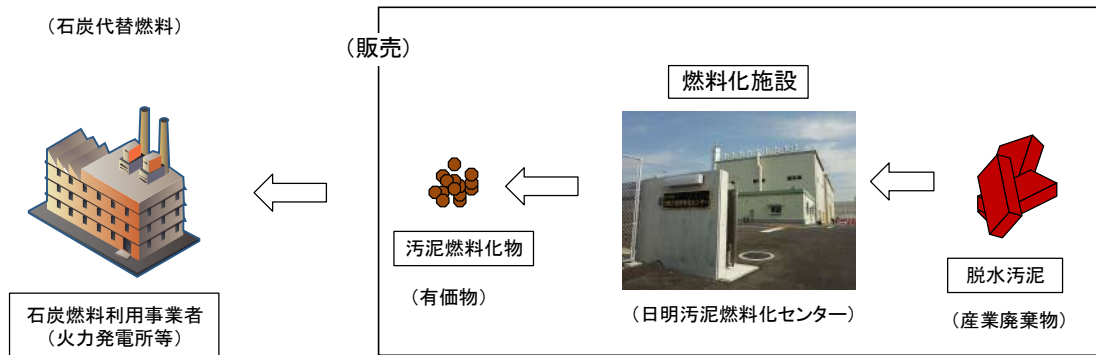 (石炭代替燃料)
(販売)
燃料化施設
汚泥燃料化物
(有価物)
(日明汚泥燃料化センター)
脱水汚泥
(産業廃棄物)
石炭燃料利用事業者
(火力発電所等)